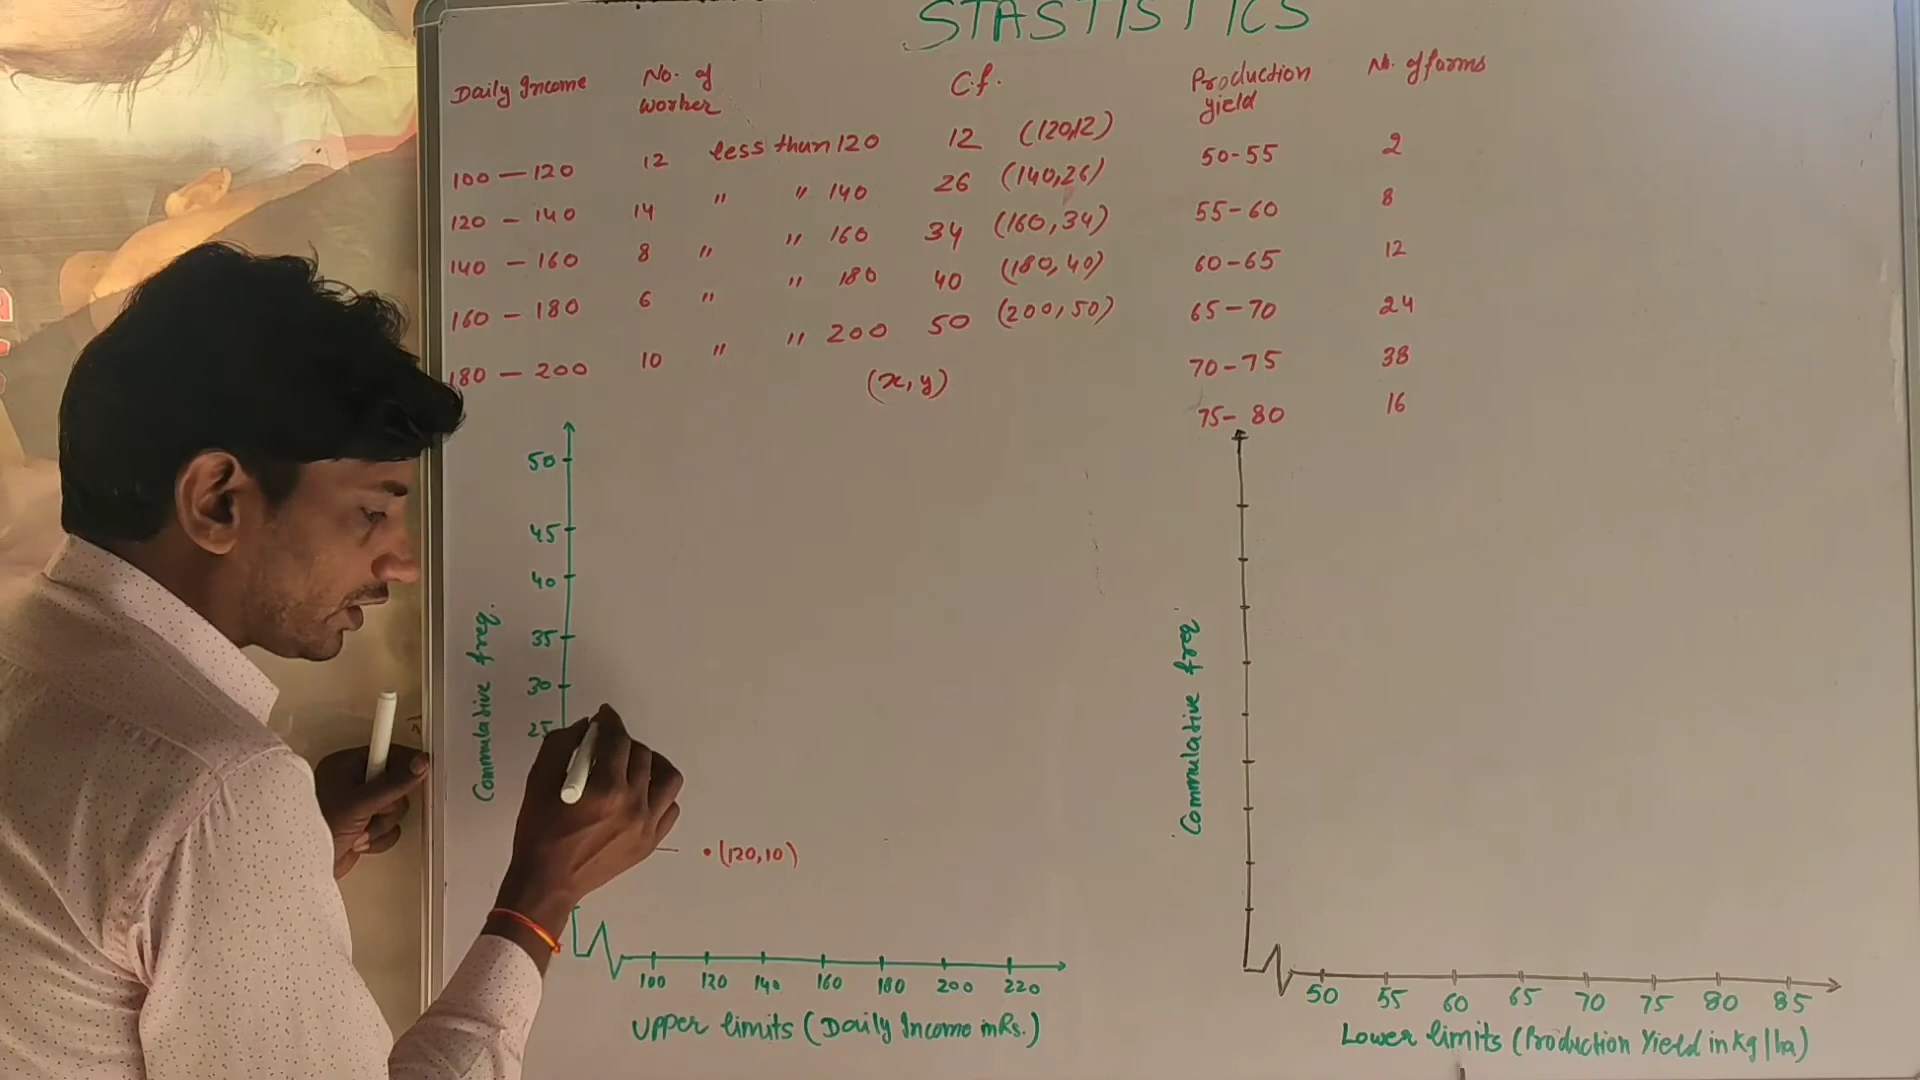 STASTISTICS
Daily Income No. of worker C.f. Production yield No. of farms
100 — 120 12 less than 120 12 (120,12) 50-55 2
120 - 140 14 " " 140 26 (140,26) 55-60 8
140 - 160 8 " " 160 34 (160,34) 60-65 12
160 - 180 6 " " 180 40 (180,40) 65-70 24
180 — 200 10 " " 200 50 (200,50) 70-75 38
(x,y) 75-80 16
50
45
40
35
30
25
Commulative freq.
•(120,10)
100 120 140 160 180 200 220
Upper limits (Daily Income in Rs.)
Commulative freq
50 55 60 65 70 75 80 85
Lower limits (Production Yield in kg/ha)